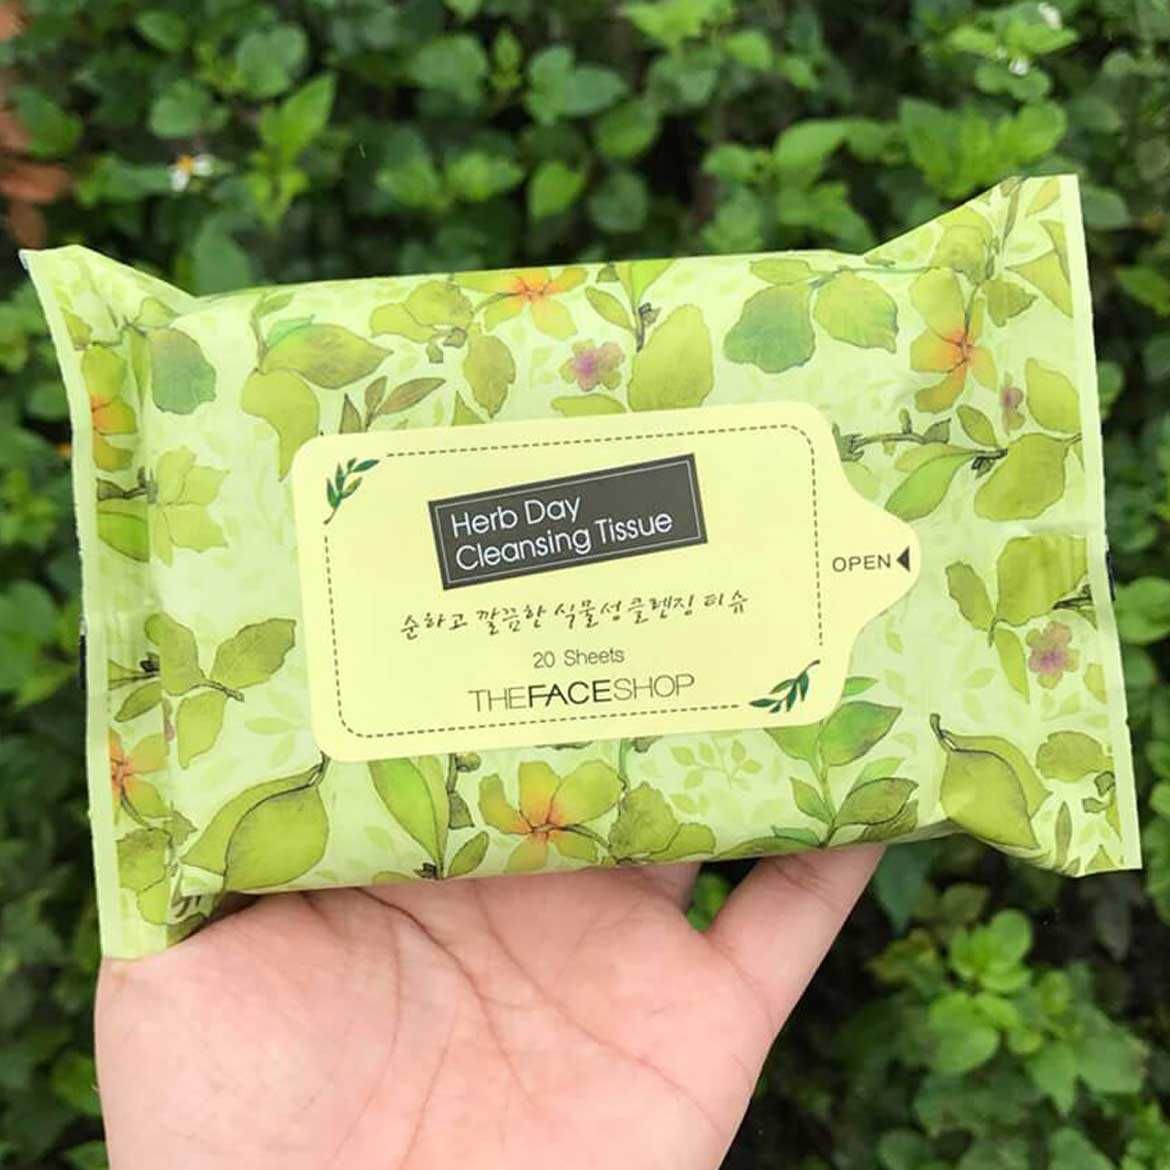 Herb Day
Cleansing Tissue
순하고 깔끔한 식물성 클렌징 티슈
20 Sheets
THEFACESHOP
OPEN